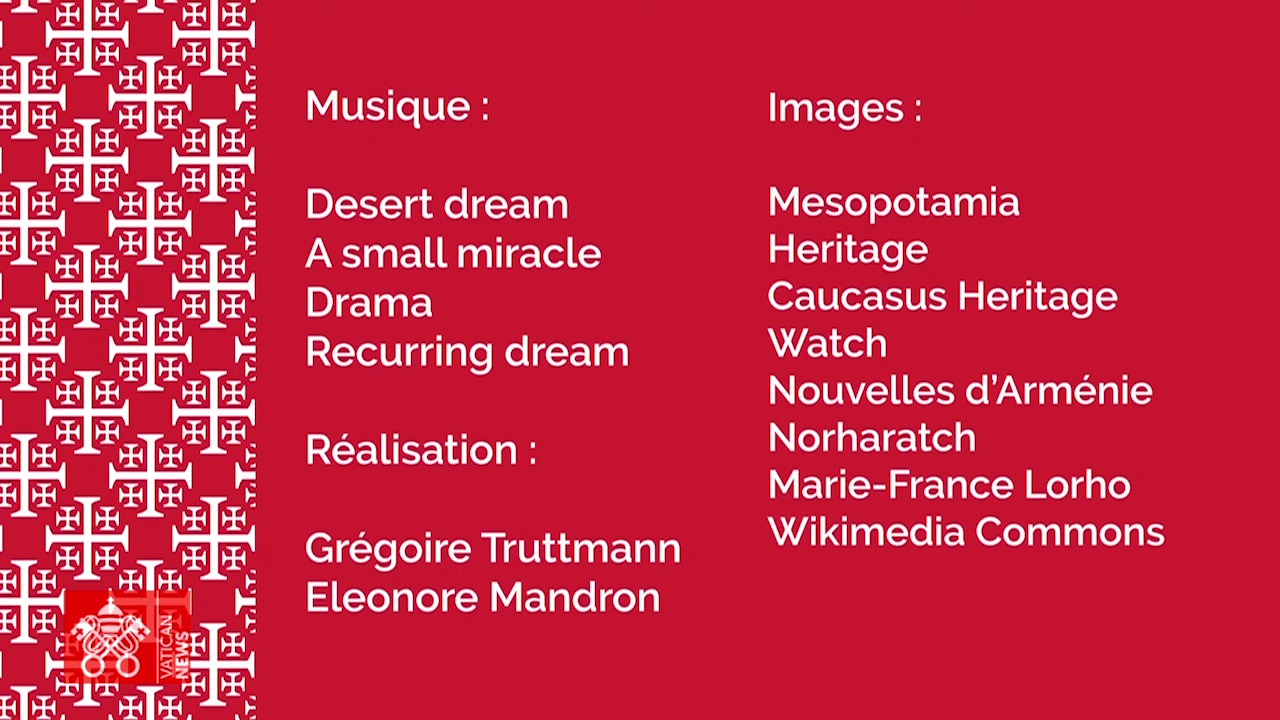 Musique :
Desert dream
A small miracle
Drama
Recurring dream
Réalisation :
Grégoire Truttmann
Eleonore Mandron
Images :
Mesopotamia
Heritage
Caucasus Heritage
Watch
Nouvelles d’Arménie
Norharatch
Marie-France Lorho
Wikimedia Commons
VATICAN
NEWS